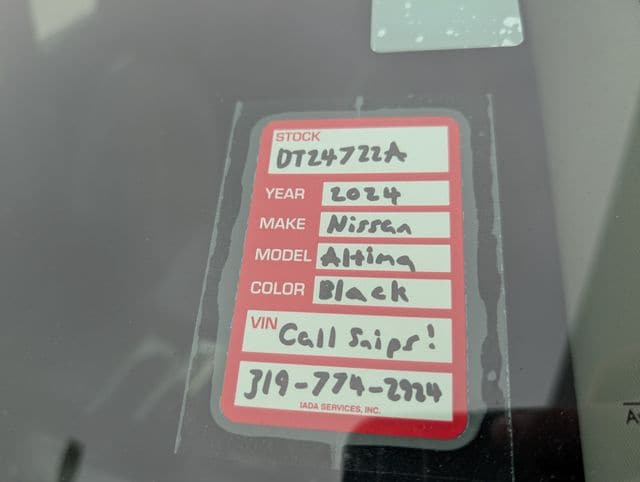 STOCK
DT24722A
YEAR 2024
MAKE Nissan
MODEL Altima
COLOR Black
VIN Call Snips!
319-774-2924
IADA SERVICES, INC.